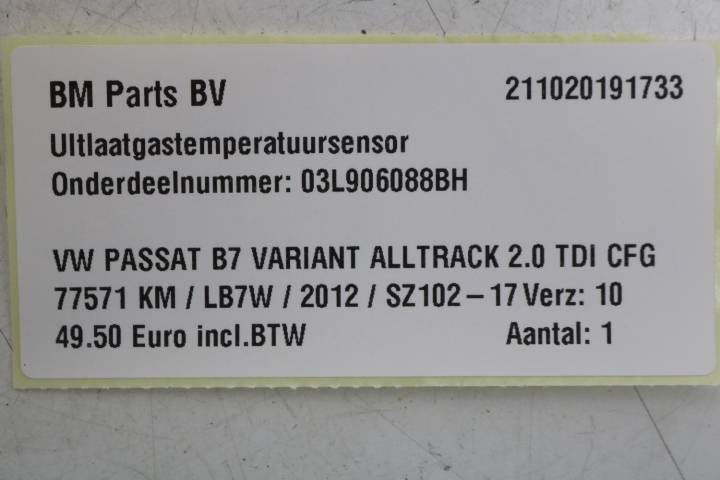 BM Parts BV 211020191733
Uitlaatgastemperatuursensor
Onderdeelnummer: 03L906088BH
VW PASSAT B7 VARIANT ALLTRACK 2.0 TDI CFG
77571 KM / LB7W / 2012 / SZ102-17 Verz: 10
49.50 Euro incl.BTW Aantal: 1